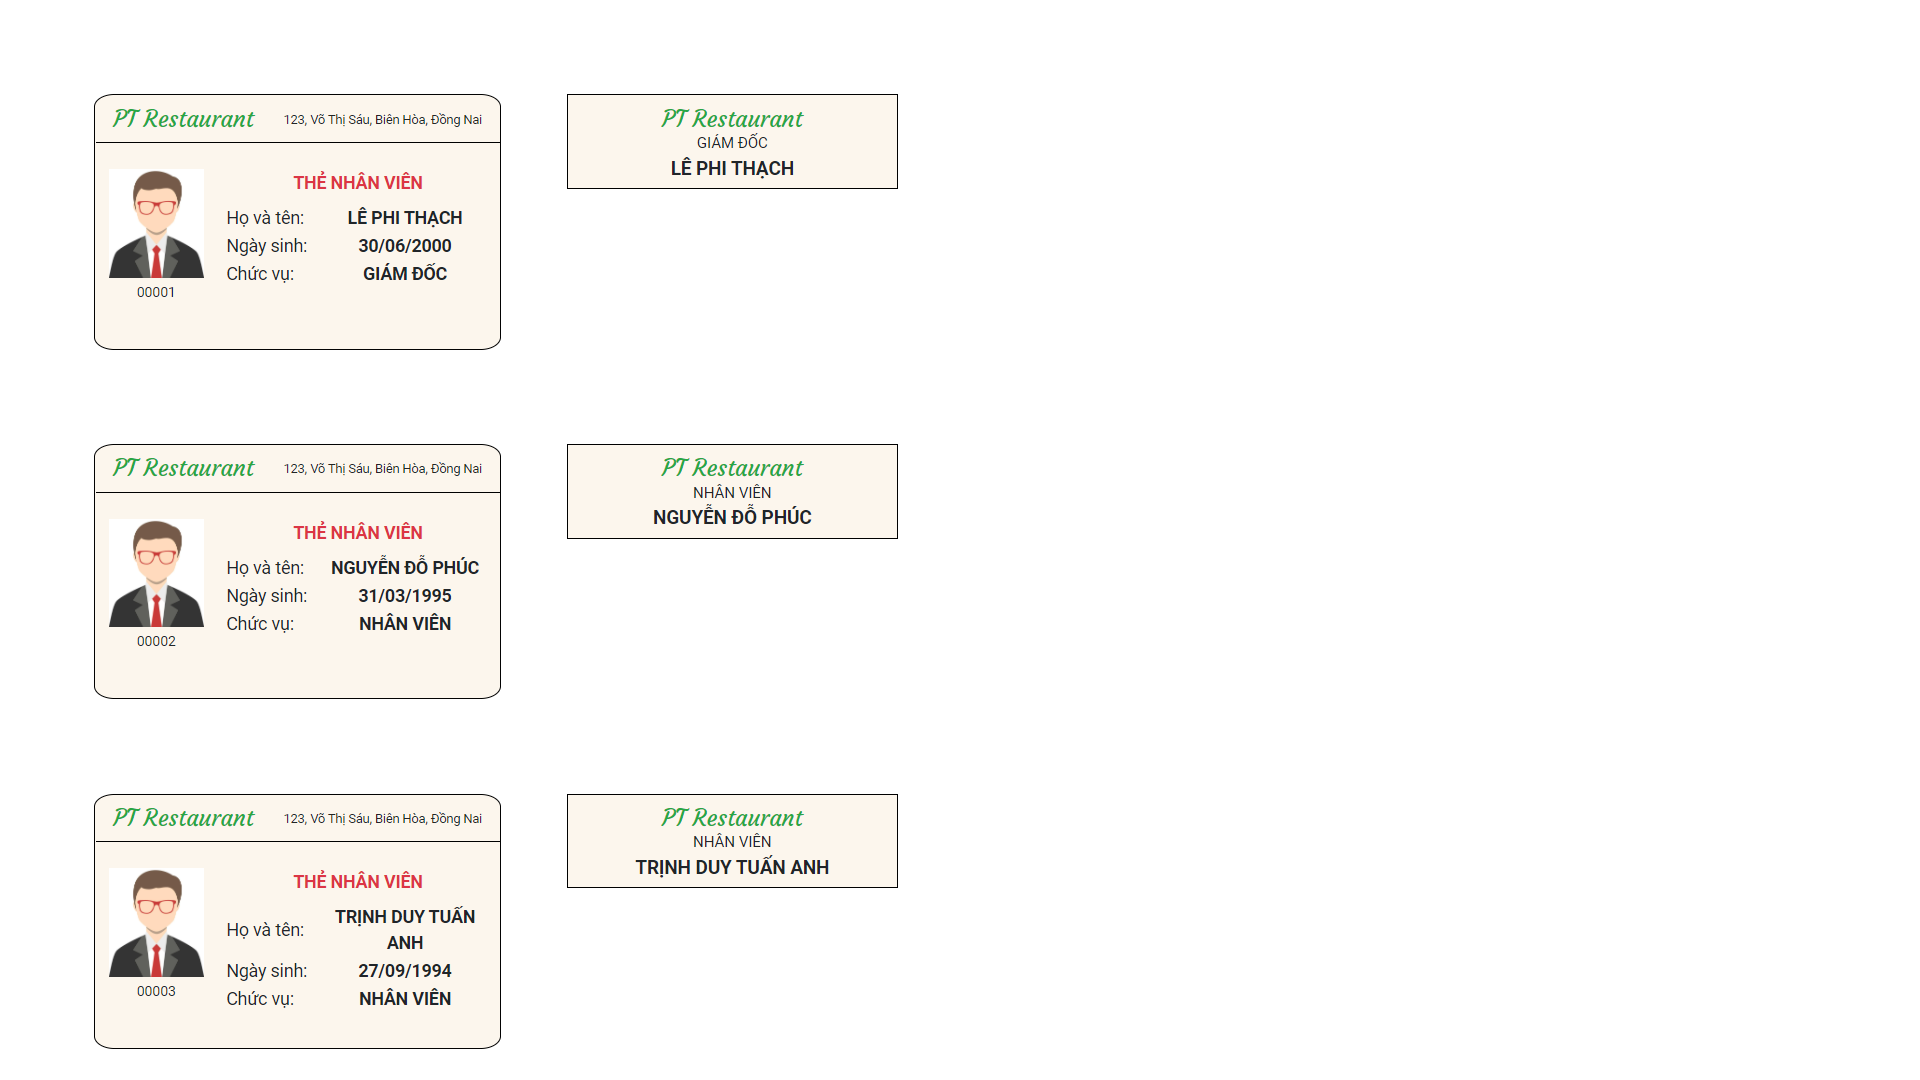 PT Restaurant 123, Võ Thị Sáu, Biên Hòa, Đồng Nai
THẺ NHÂN VIÊN
Họ và tên: LÊ PHI THẠCH
Ngày sinh: 30/06/2000
Chức vụ: GIÁM ĐỐC
00001
PT Restaurant
GIÁM ĐỐC
LÊ PHI THẠCH
PT Restaurant 123, Võ Thị Sáu, Biên Hòa, Đồng Nai
THẺ NHÂN VIÊN
Họ và tên: NGUYỄN ĐỖ PHÚC
Ngày sinh: 31/03/1995
Chức vụ: NHÂN VIÊN
00002
PT Restaurant
NHÂN VIÊN
NGUYỄN ĐỖ PHÚC
PT Restaurant 123, Võ Thị Sáu, Biên Hòa, Đồng Nai
THẺ NHÂN VIÊN
Họ và tên: TRỊNH DUY TUẤN
ANH
Ngày sinh: 27/09/1994
Chức vụ: NHÂN VIÊN
00003
PT Restaurant
NHÂN VIÊN
TRỊNH DUY TUẤN ANH